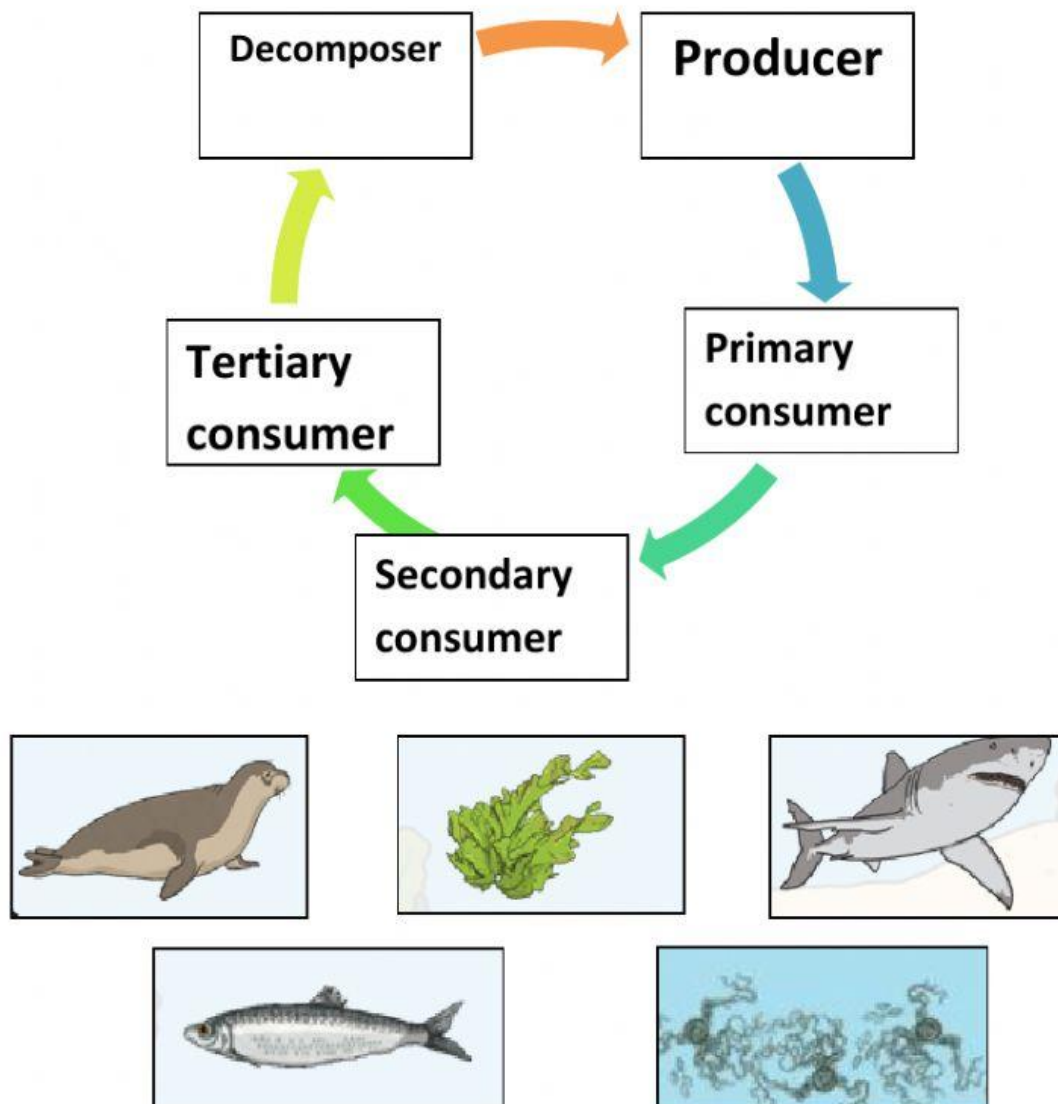 Decomposer
Producer
Primary
consumer
Secondary
consumer
Tertiary
consumer